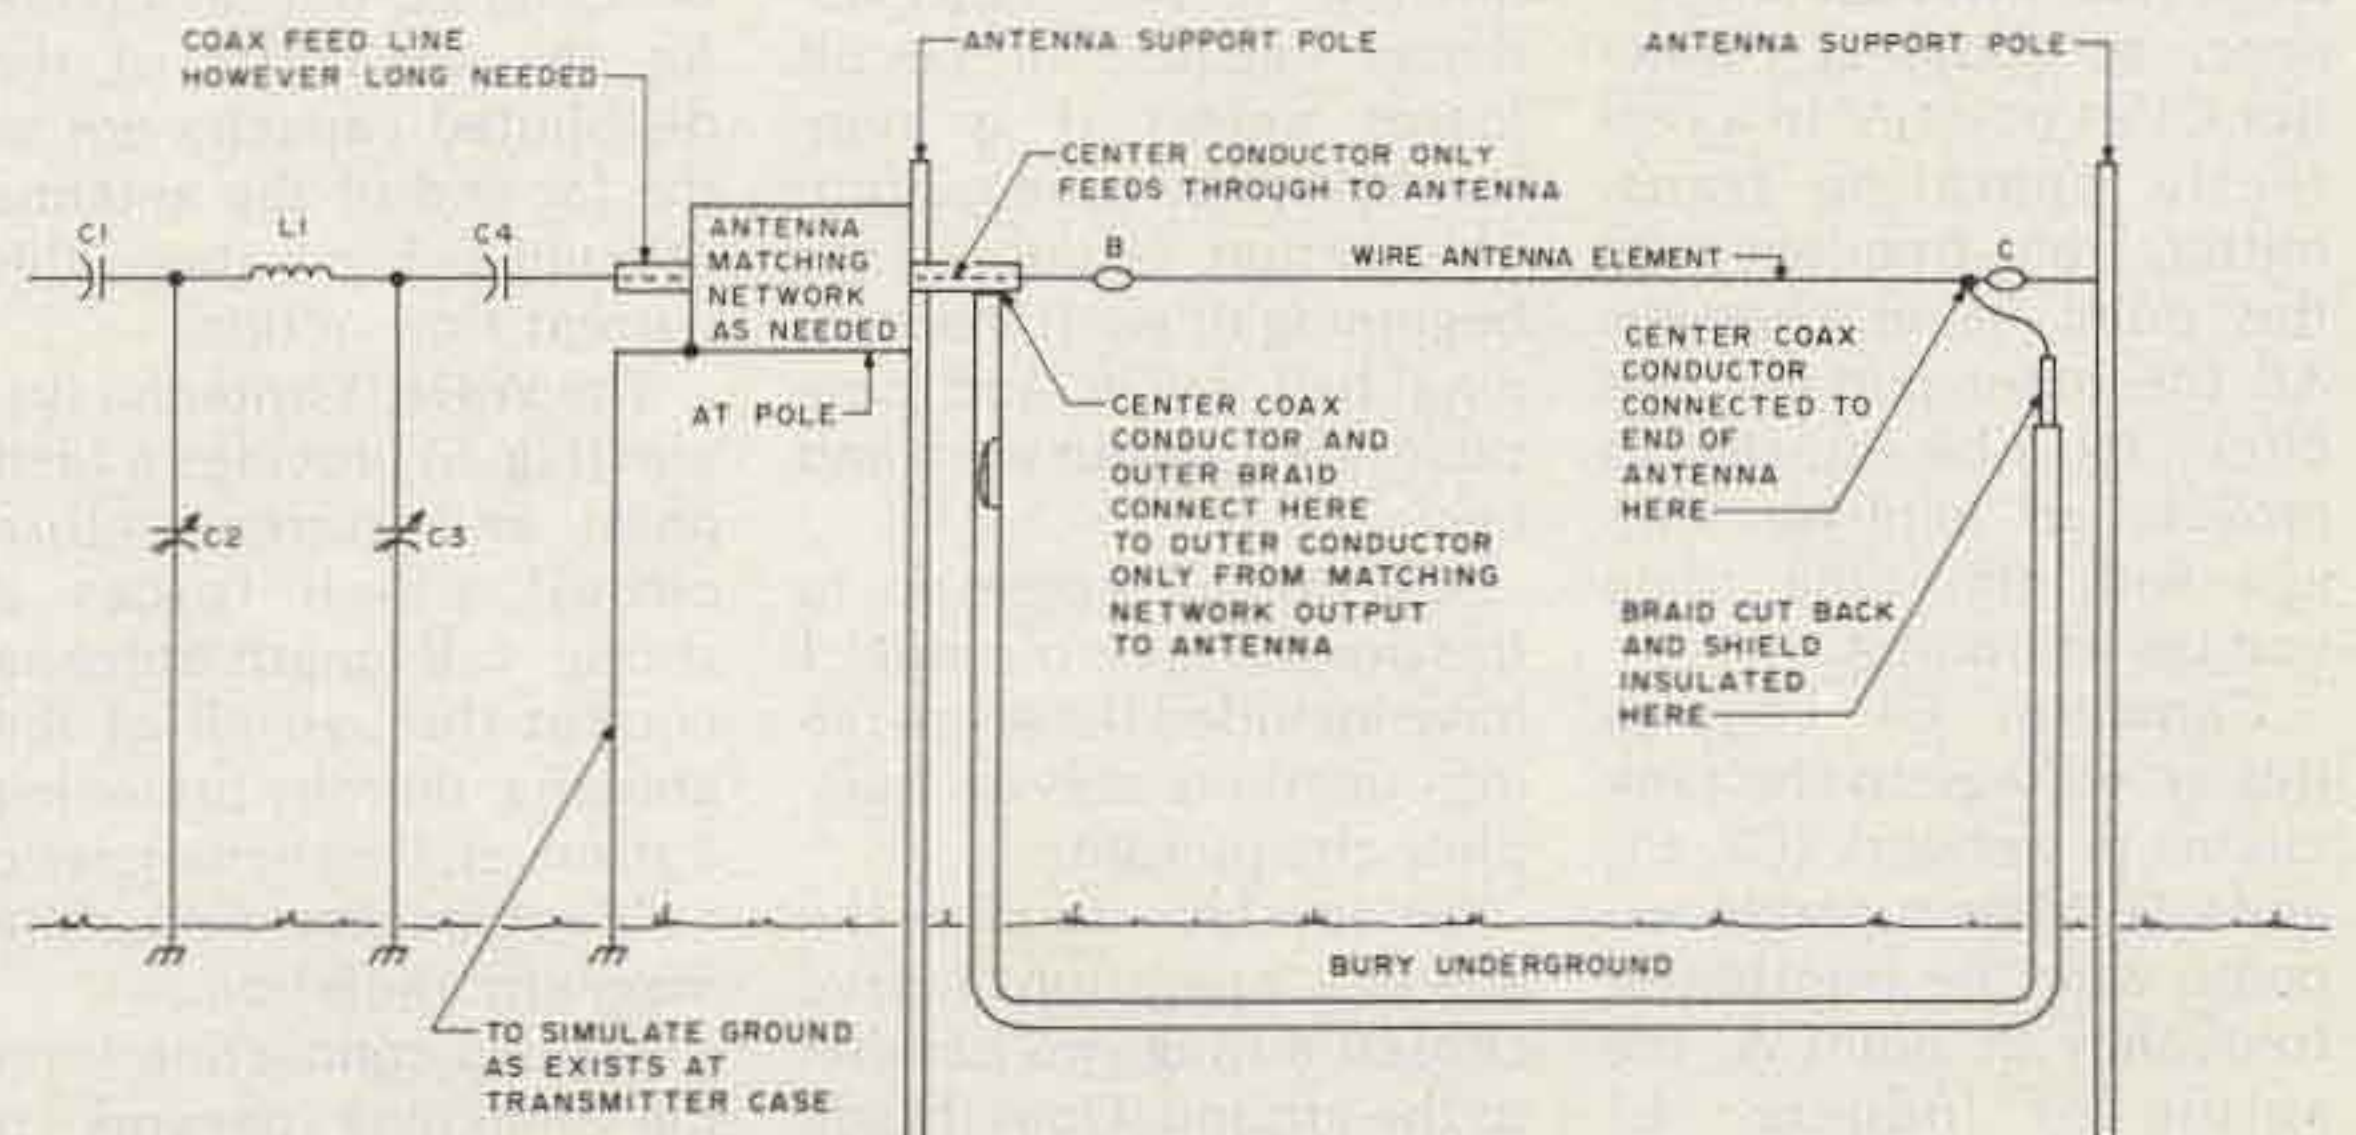 COAX FEED LINE
HOWEVER LONG NEEDED
ANTENNA SUPPORT POLE
ANTENNA SUPPORT POLE
CENTER CONDUCTOR ONLY
FEEDS THROUGH TO ANTENNA
C1
L1
C4
ANTENNA
MATCHING
NETWORK
AS NEEDED
B
WIRE ANTENNA ELEMENT
C
AT POLE
CENTER COAX
CONDUCTOR AND
OUTER BRAID
CONNECT HERE
TO OUTER CONDUCTOR
ONLY FROM MATCHING
NETWORK OUTPUT
TO ANTENNA
CENTER COAX
CONDUCTOR
CONNECTED TO
END OF
ANTENNA
HERE
C2
C3
BRAID CUT BACK
AND SHIELD
INSULATED
HERE
BURY UNDERGROUND
TO SIMULATE GROUND
AS EXISTS AT
TRANSMITTER CASE